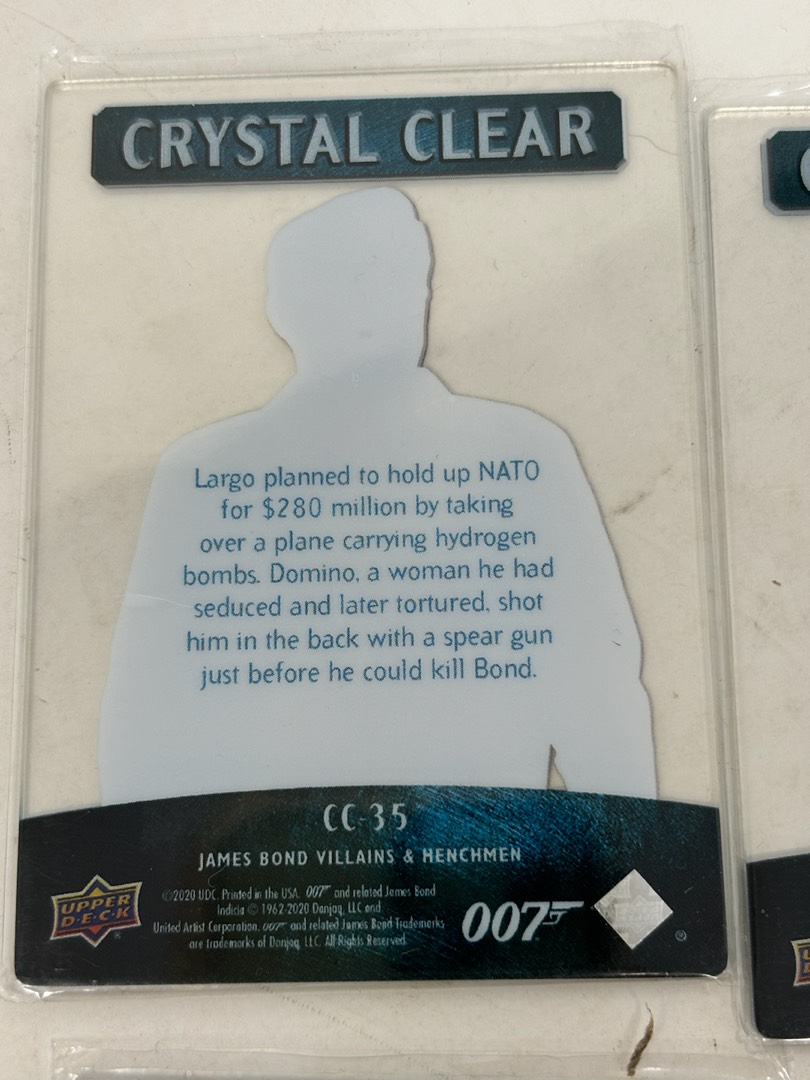 CRYSTAL CLEAR
Largo planned to hold up NATO
for $280 million by taking
over a plane carrying hydrogen
bombs. Domino, a woman he had
seduced and later tortured, shot
him in the back with a spear gun
just before he could kill Bond.
CC-35
JAMES BOND VILLAINS & HENCHMEN
©2020 UDC. Printed in the USA. 007 and related James Bond
Indicia © 1962-2020 Danjaq, LLC and
United Artist Corporation. 007 and related James Bond Trademarks
are trademarks of Danjaq, LLC. All Rights Reserved.
UPPER
D·E·C·K
007
®